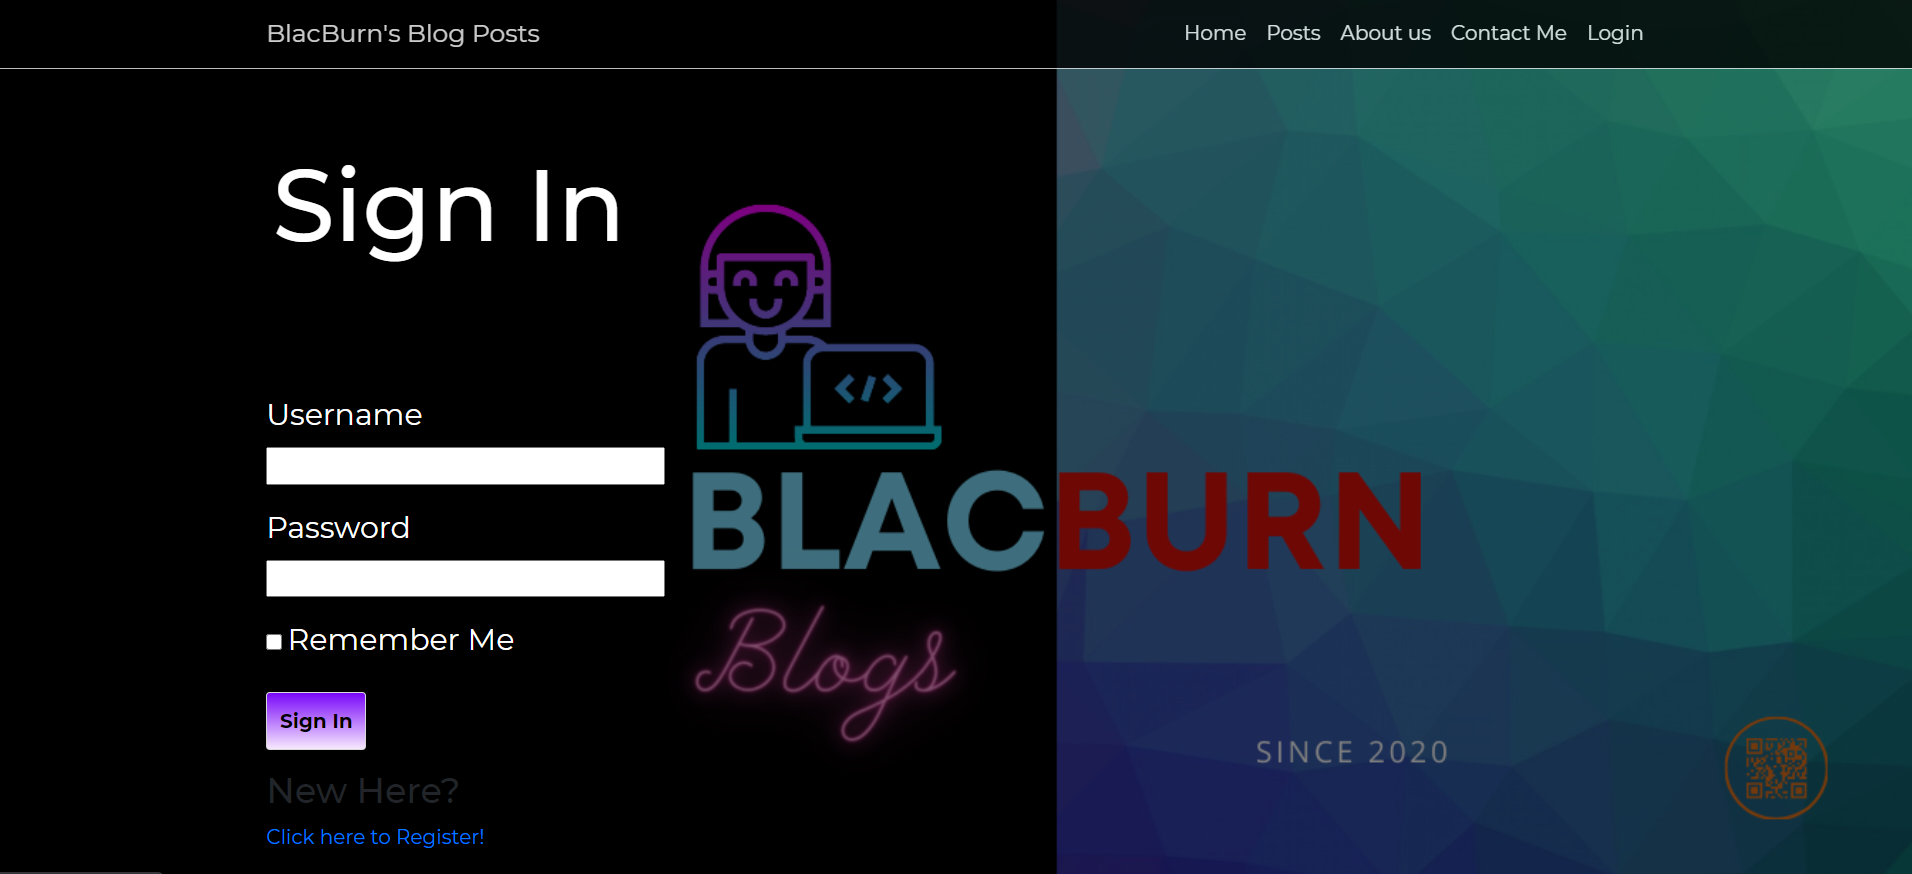 BlacBurn's Blog Posts
Home Posts About us Contact Me Login
Sign In
</>
BLACBURN
Blogs
Username
Password
Remember Me
Sign In
New Here?
Click here to Register!
SINCE 2020